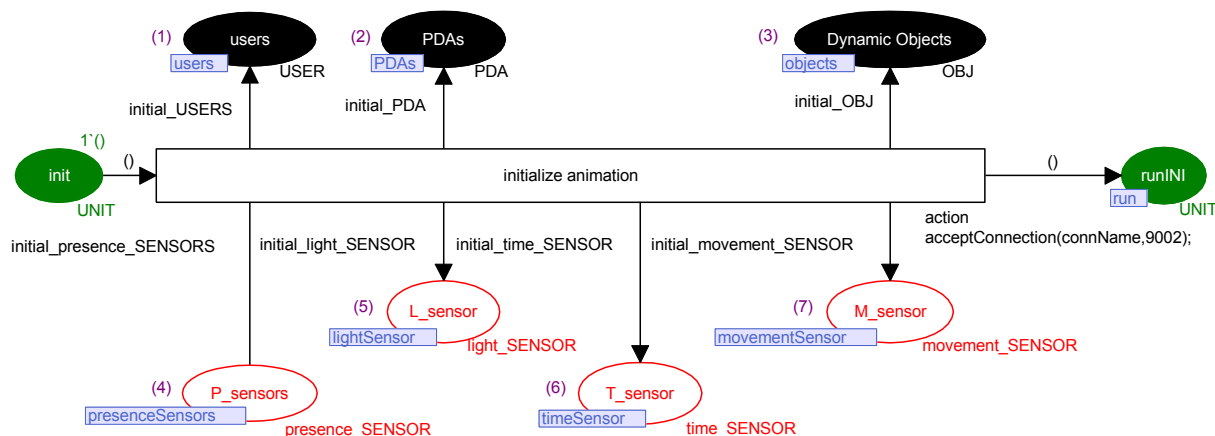 (1)
users
users
USER
(2)
PDAs
PDAs
PDA
(3)
Dynamic Objects
objects
OBJ
initial_USERS
initial_PDA
initial_OBJ
1`()
init
UNIT
()
initialize animation
()
runINI
run
UNIT
initial_presence_SENSORS
initial_light_SENSOR
initial_time_SENSOR
initial_movement_SENSOR
action
acceptConnection(connName,9002);
(5)
L_sensor
lightSensor
light_SENSOR
(7)
M_sensor
movementSensor
movement_SENSOR
(4)
P_sensors
presenceSensors
presence_SENSOR
(6)
T_sensor
timeSensor
time_SENSOR